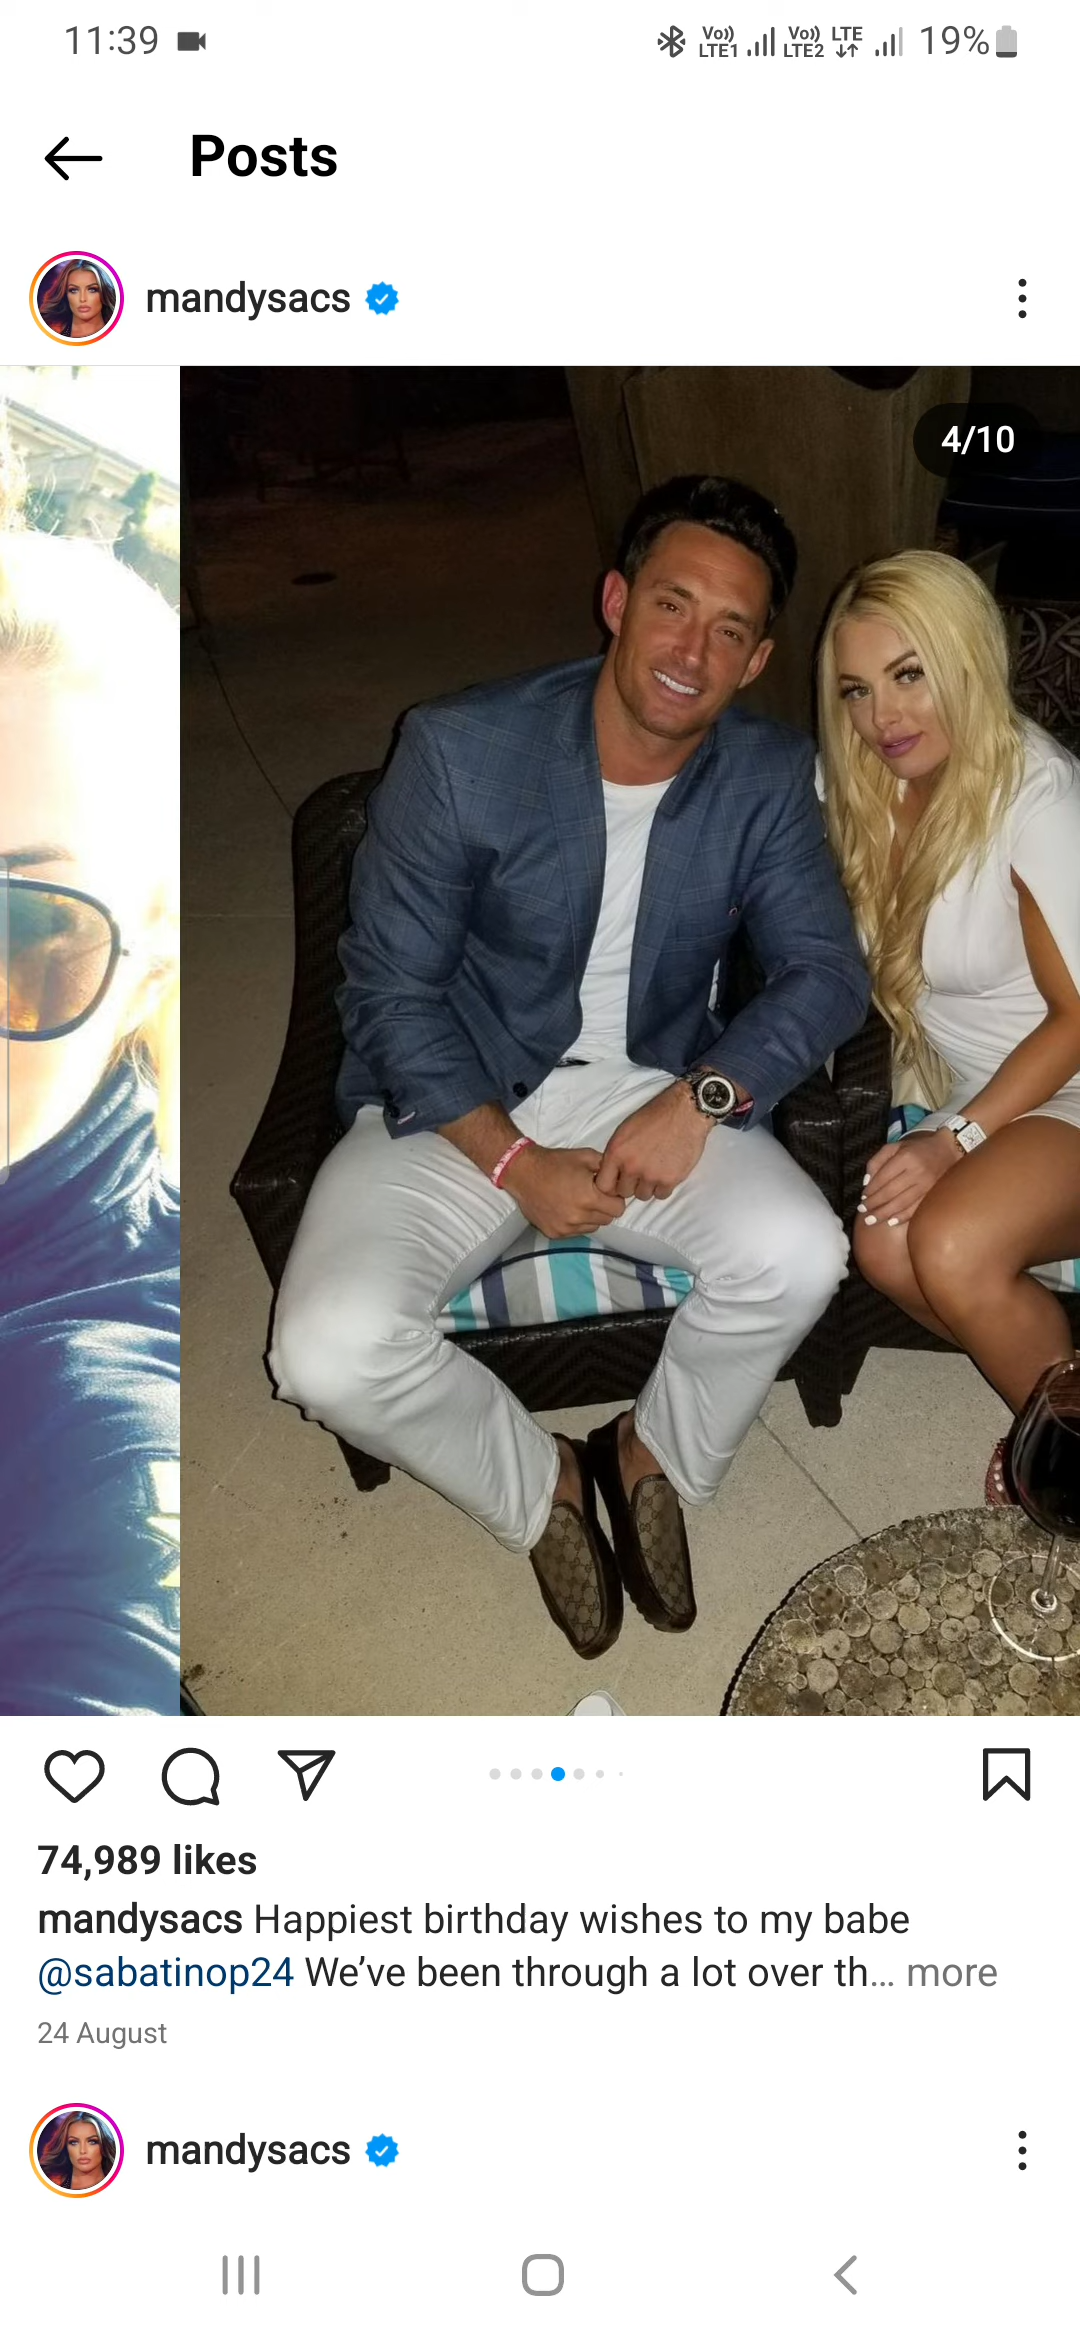 11:39
Vo)) LTE1 Vo)) LTE2 LTE 19%
Posts
mandysacs
4/10
74,989 likes
mandysacs Happiest birthday wishes to my babe
@sabatinop24 We’ve been through a lot over th... more
24 August
mandysacs